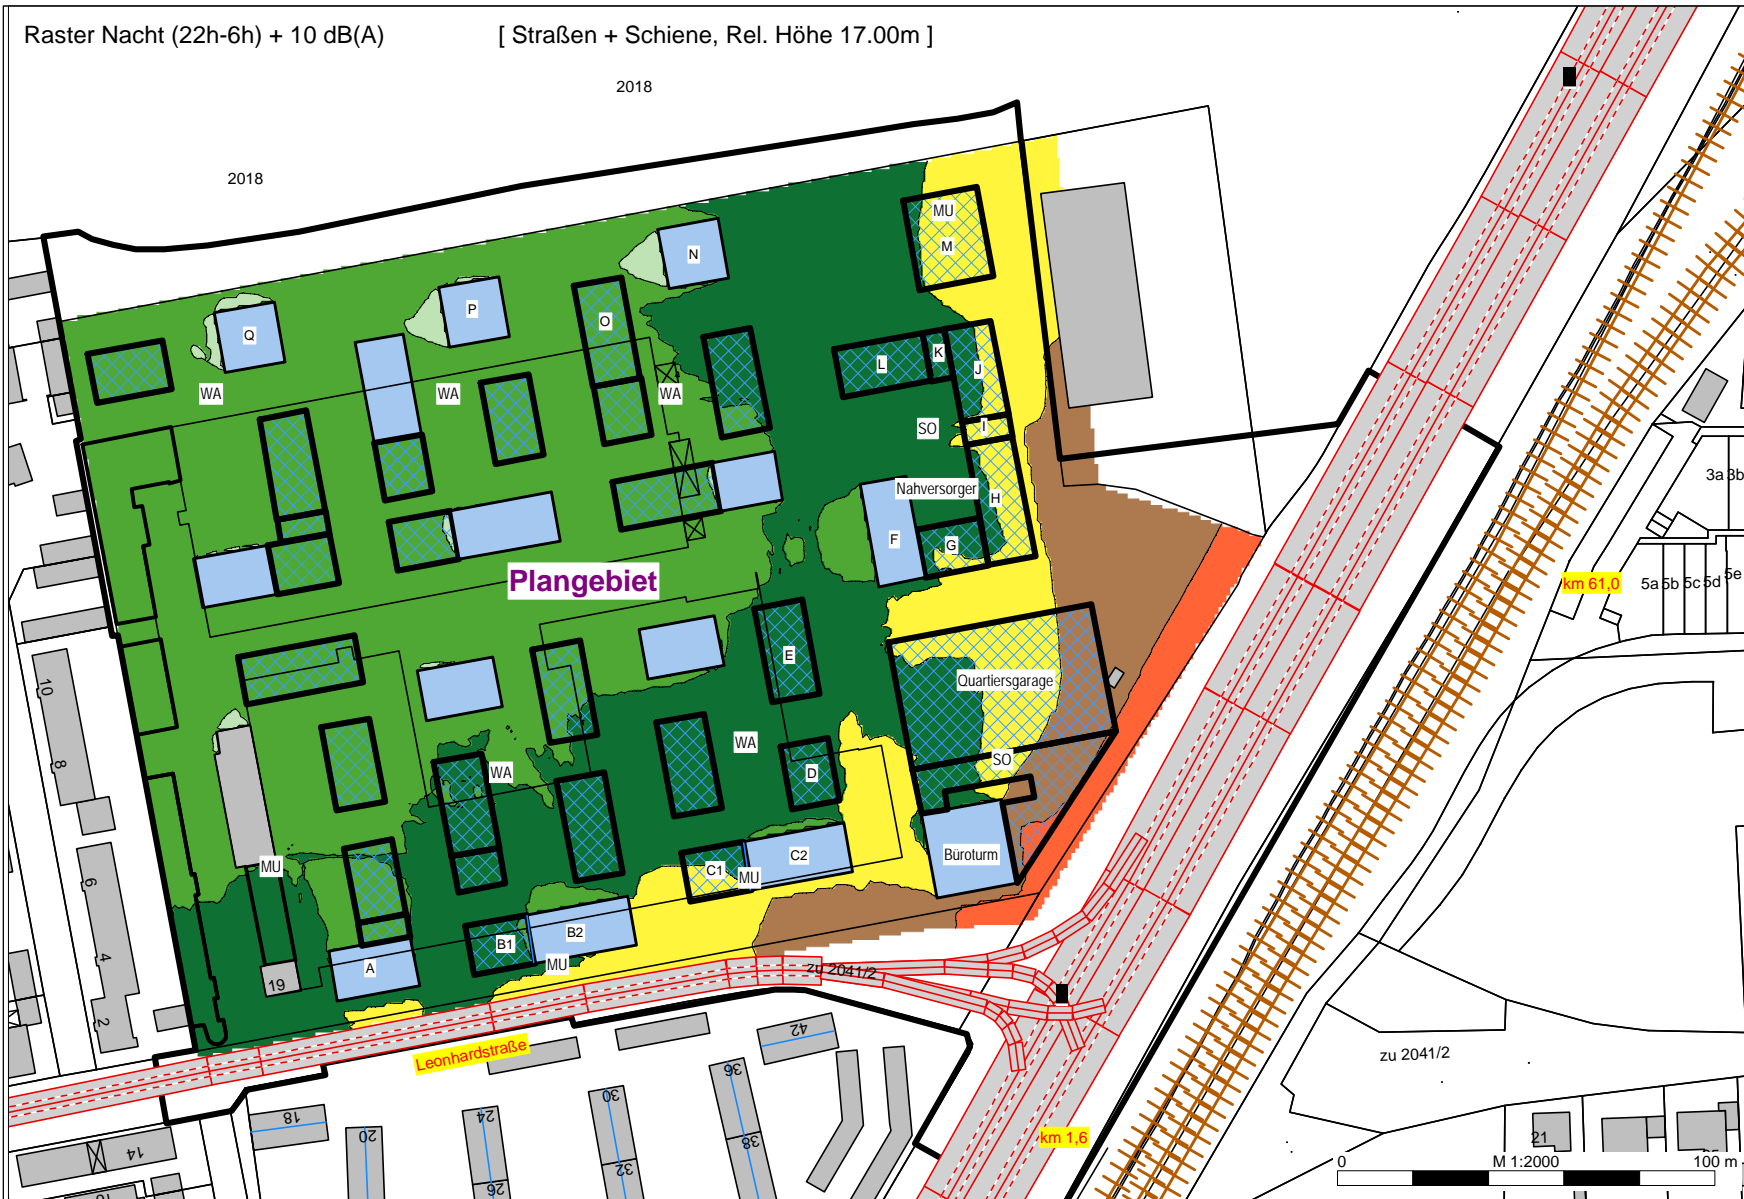 Raster Nacht (22h-6h) + 10 dB(A) [ Straßen + Schiene, Rel. Höhe 17.00m ]
2018
2018
MU
M
N
P
O
Q
L
K
J
WA
WA
WA
I
SO
3a 3b
Nahversorger
H
F
G
Plangebiet
km 61,0
5a 5b 5c 5d 5e
E
Quartiersgarage
10
WA
SO
8
WA
D
C2
Büroturm
MU
C1
MU
6
B1
B2
4
MU
A
zu 2041/2
19
2
42
Leonhardstraße
zu 2041/2
36
30
24
18
20
km 1,6
38
21
14
32
26
0 M 1:2000 100 m